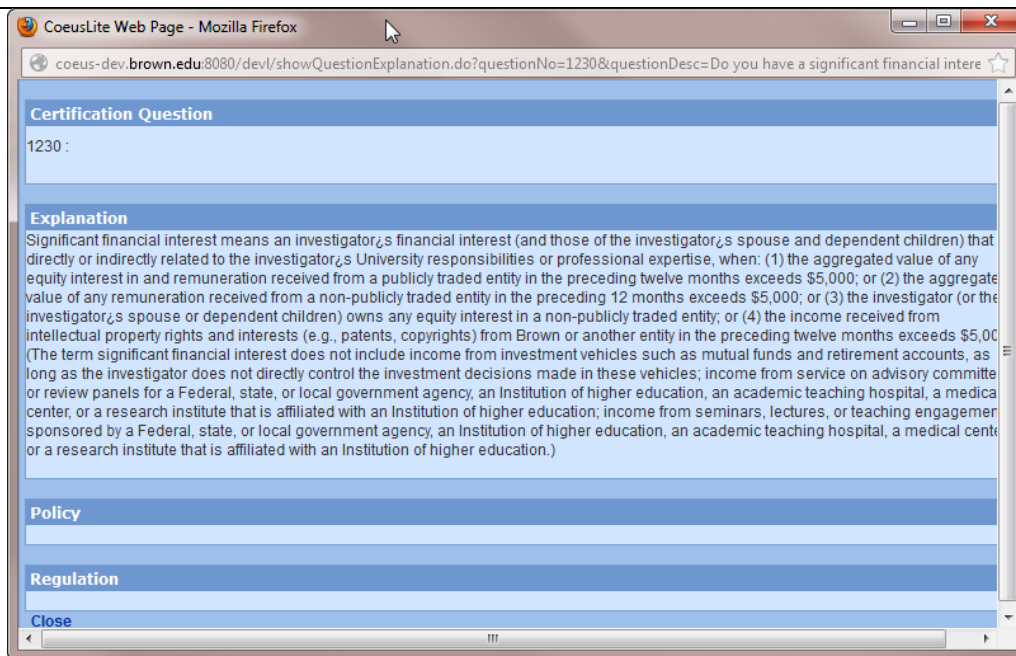 CoeusLite Web Page - Mozilla Firefox
coeus-dev.brown.edu:8080/devl/showQuestionExplanation.do?questionNo=1230&questionDesc=Do you have a significant financial intere
Certification Question
1230 :
Explanation
Significant financial interest means an investigator¿s financial interest (and those of the investigator¿s spouse and dependent children) that
directly or indirectly related to the investigator¿s University responsibilities or professional expertise, when: (1) the aggregated value of any
equity interest in and remuneration received from a publicly traded entity in the preceding twelve months exceeds $5,000; or (2) the aggregate
value of any remuneration received from a non-publicly traded entity in the preceding 12 months exceeds $5,000; or (3) the investigator (or the
investigator¿s spouse or dependent children) owns any equity interest in a non-publicly traded entity; or (4) the income received from
intellectual property rights and interests (e.g., patents, copyrights) from Brown or another entity in the preceding twelve months exceeds $5,00
(The term significant financial interest does not include income from investment vehicles such as mutual funds and retirement accounts, as
long as the investigator does not directly control the investment decisions made in these vehicles; income from service on advisory committe
or review panels for a Federal, state, or local government agency, an Institution of higher education, an academic teaching hospital, a medica
center, or a research institute that is affiliated with an Institution of higher education; income from seminars, lectures, or teaching engagemen
sponsored by a Federal, state, or local government agency, an Institution of higher education, an academic teaching hospital, a medical cente
or a research institute that is affiliated with an Institution of higher education.)
Policy
Regulation
Close